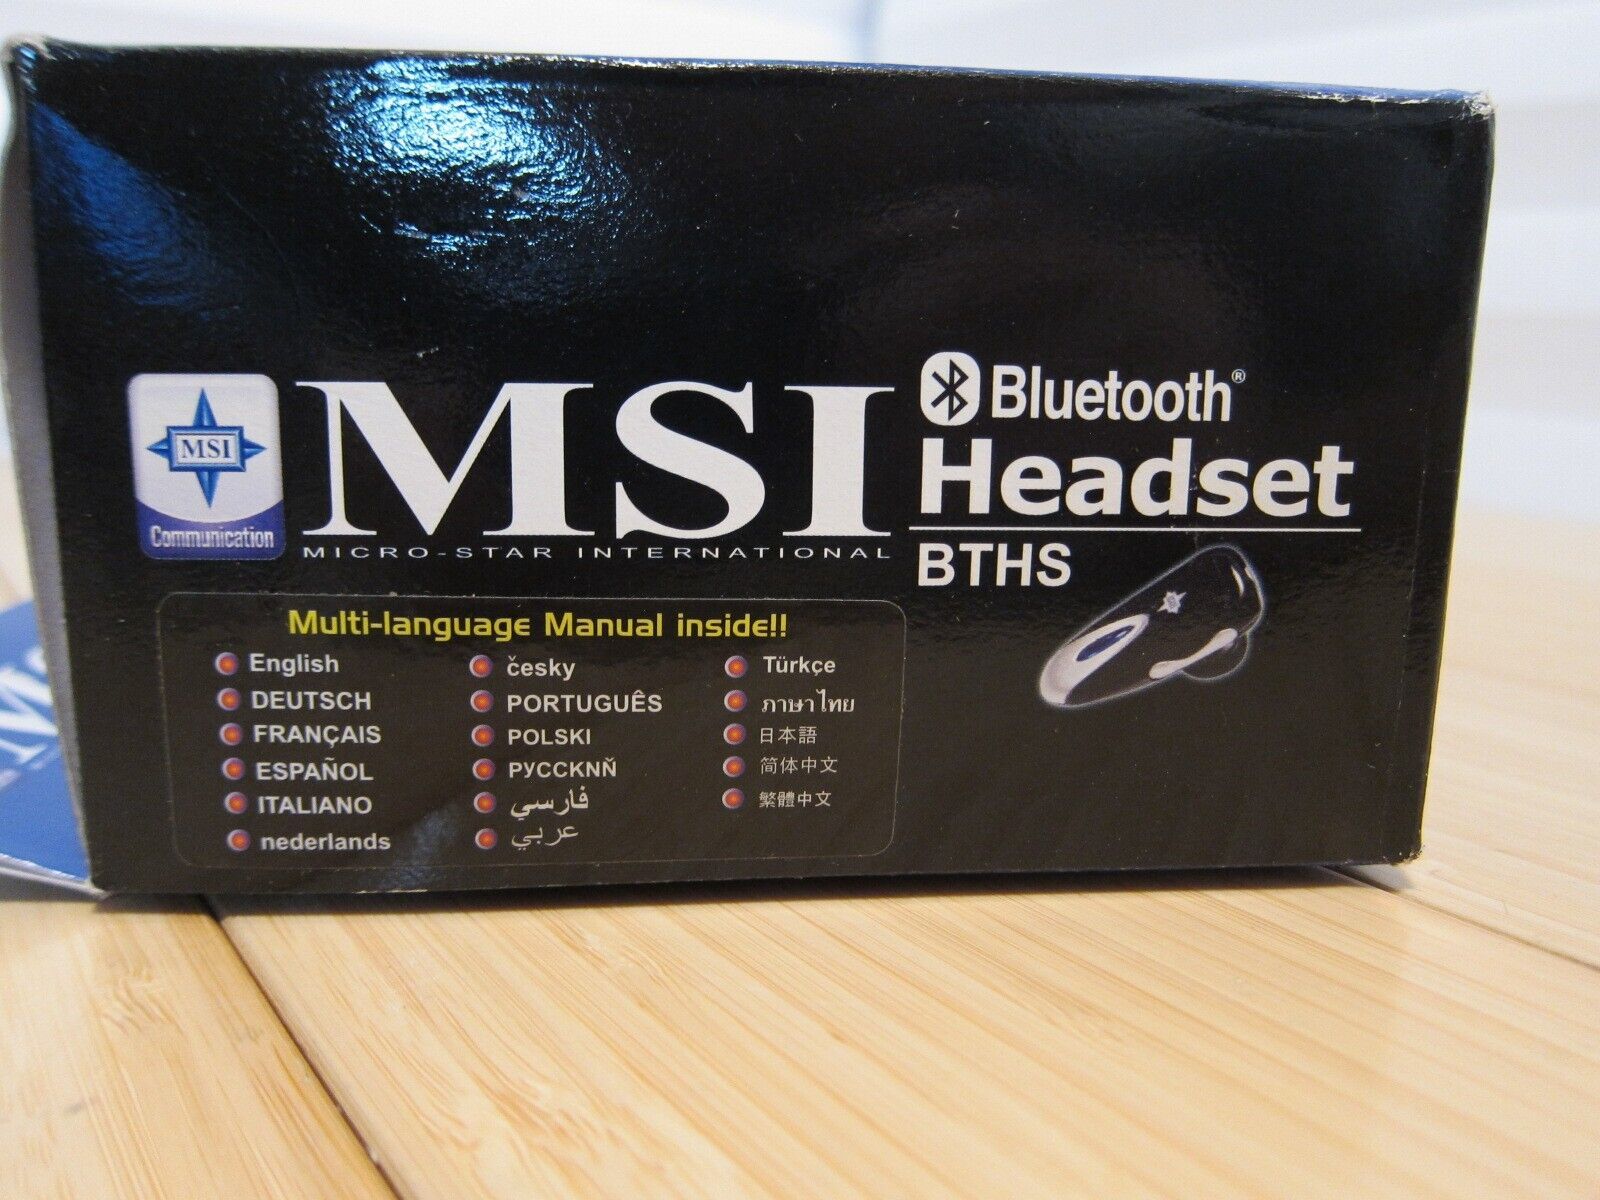 MSI
Communication
MSI
MICRO-STAR INTERNATIONAL
Bluetooth®
Headset
BTHS
Multi-language Manual inside!!
English
DEUTSCH
FRANÇAIS
ESPAÑOL
ITALIANO
nederlands
česky
PORTUGUÊS
POLSKI
РУССКNŇ
فارسي
عربي
Türkçe
ภาษาไทย
日本語
简体中文
繁體中文